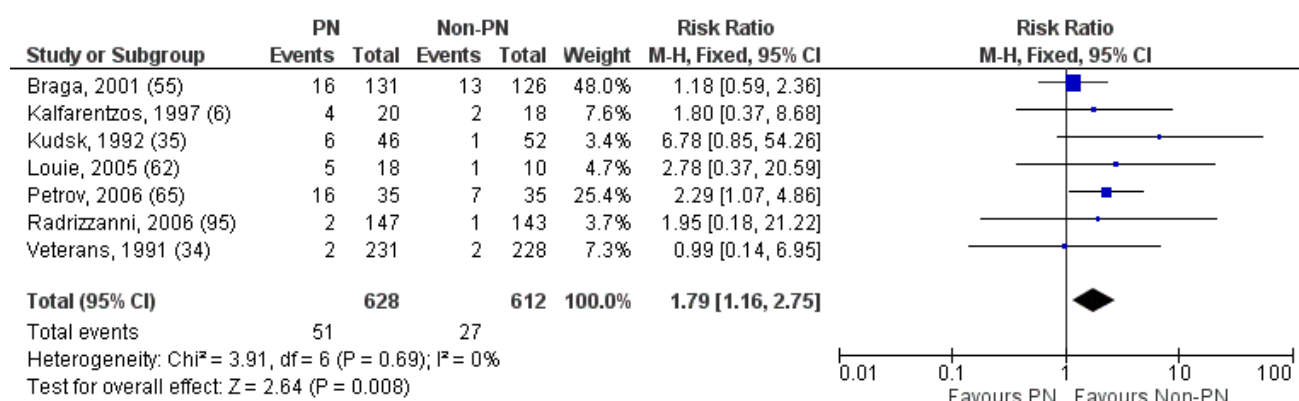 PN Non-PN Risk Ratio Risk Ratio
Study or Subgroup Events Total Events Total Weight M-H, Fixed, 95% CI M-H, Fixed, 95% CI
Braga, 2001 (55) 16 131 13 126 48.0% 1.18 [0.59, 2.36]
Kalfarentzos, 1997 (6) 4 20 2 18 7.6% 1.80 [0.37, 8.68]
Kudsk, 1992 (35) 6 46 1 52 3.4% 6.78 [0.85, 54.26]
Louie, 2005 (62) 5 18 1 10 4.7% 2.78 [0.37, 20.59]
Petrov, 2006 (65) 16 35 7 35 25.4% 2.29 [1.07, 4.86]
Radrizzanni, 2006 (95) 2 147 1 143 3.7% 1.95 [0.18, 21.22]
Veterans, 1991 (34) 2 231 2 228 7.3% 0.99 [0.14, 6.95]
Total (95% CI) 628 612 100.0% 1.79 [1.16, 2.75]
Total events 51 27
Heterogeneity: Chi² = 3.91, df = 6 (P = 0.69); I² = 0%
Test for overall effect: Z = 2.64 (P = 0.008)
0.01 0.1 1 10 100
Favours PN Favours Non-PN